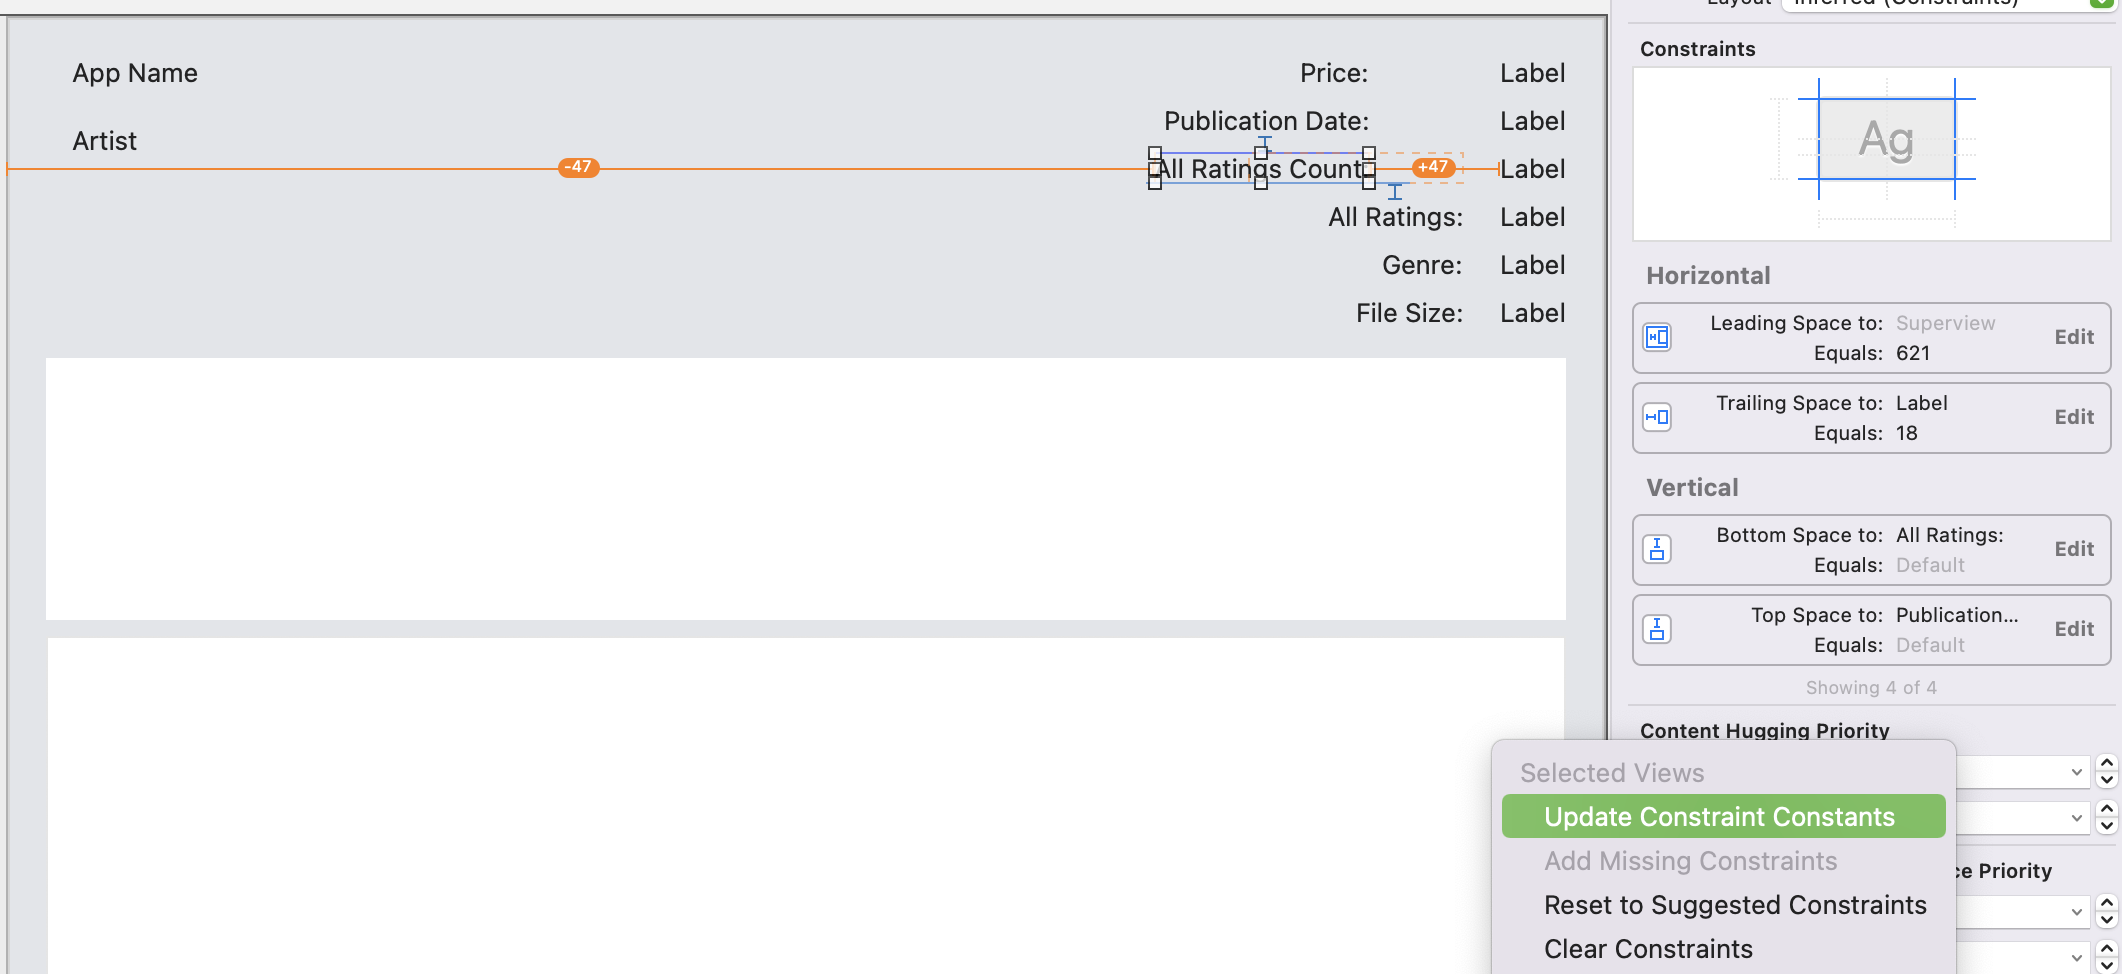 Layout Inferred (Constraints)
Constraints
App Name
Price: Label
Ag
Publication Date: Label
Artist
-47
All Ratings Count: +47 Label
All Ratings: Label
Genre: Label
File Size: Label
Horizontal
Leading Space to: Superview
Equals: 621
Edit
Trailing Space to: Label
Equals: 18
Edit
Vertical
Bottom Space to: All Ratings:
Equals: Default
Edit
Top Space to: Publication...
Equals: Default
Edit
Showing 4 of 4
Content Hugging Priority
Selected Views
Update Constraint Constants
Add Missing Constraints
ce Priority
Reset to Suggested Constraints
Clear Constraints